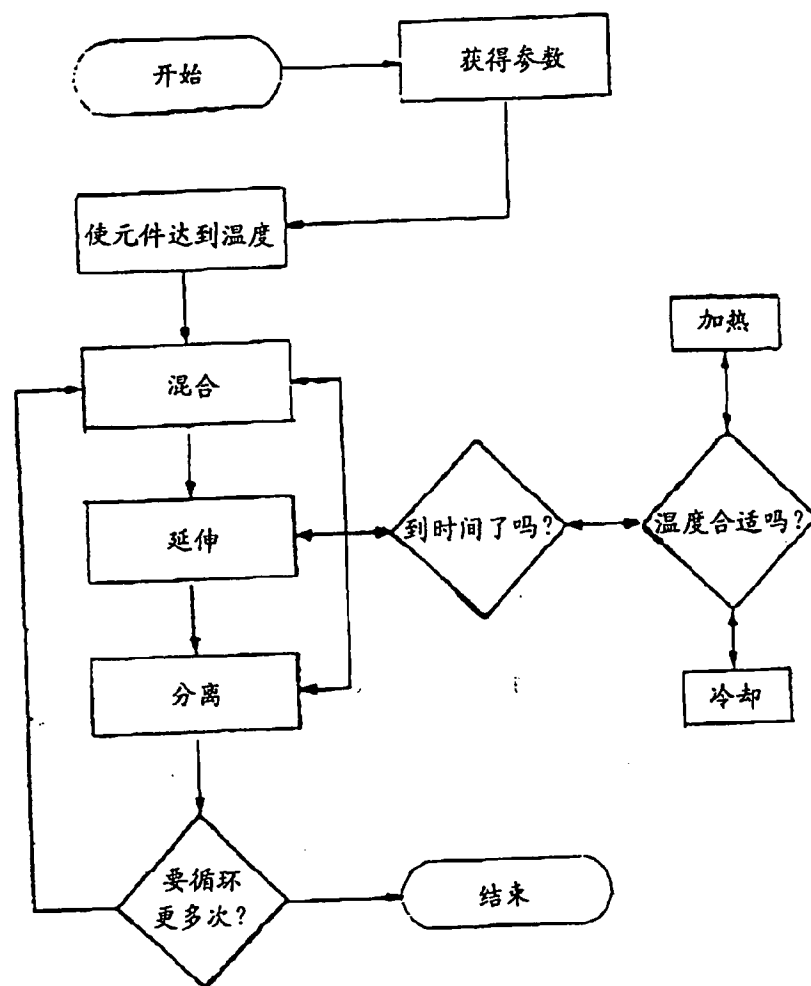 开始
获得参数
使元件达到温度
混合
加热
延伸
到时间了吗?
温度合适吗?
分离
冷却
要循环
更多次?
结束